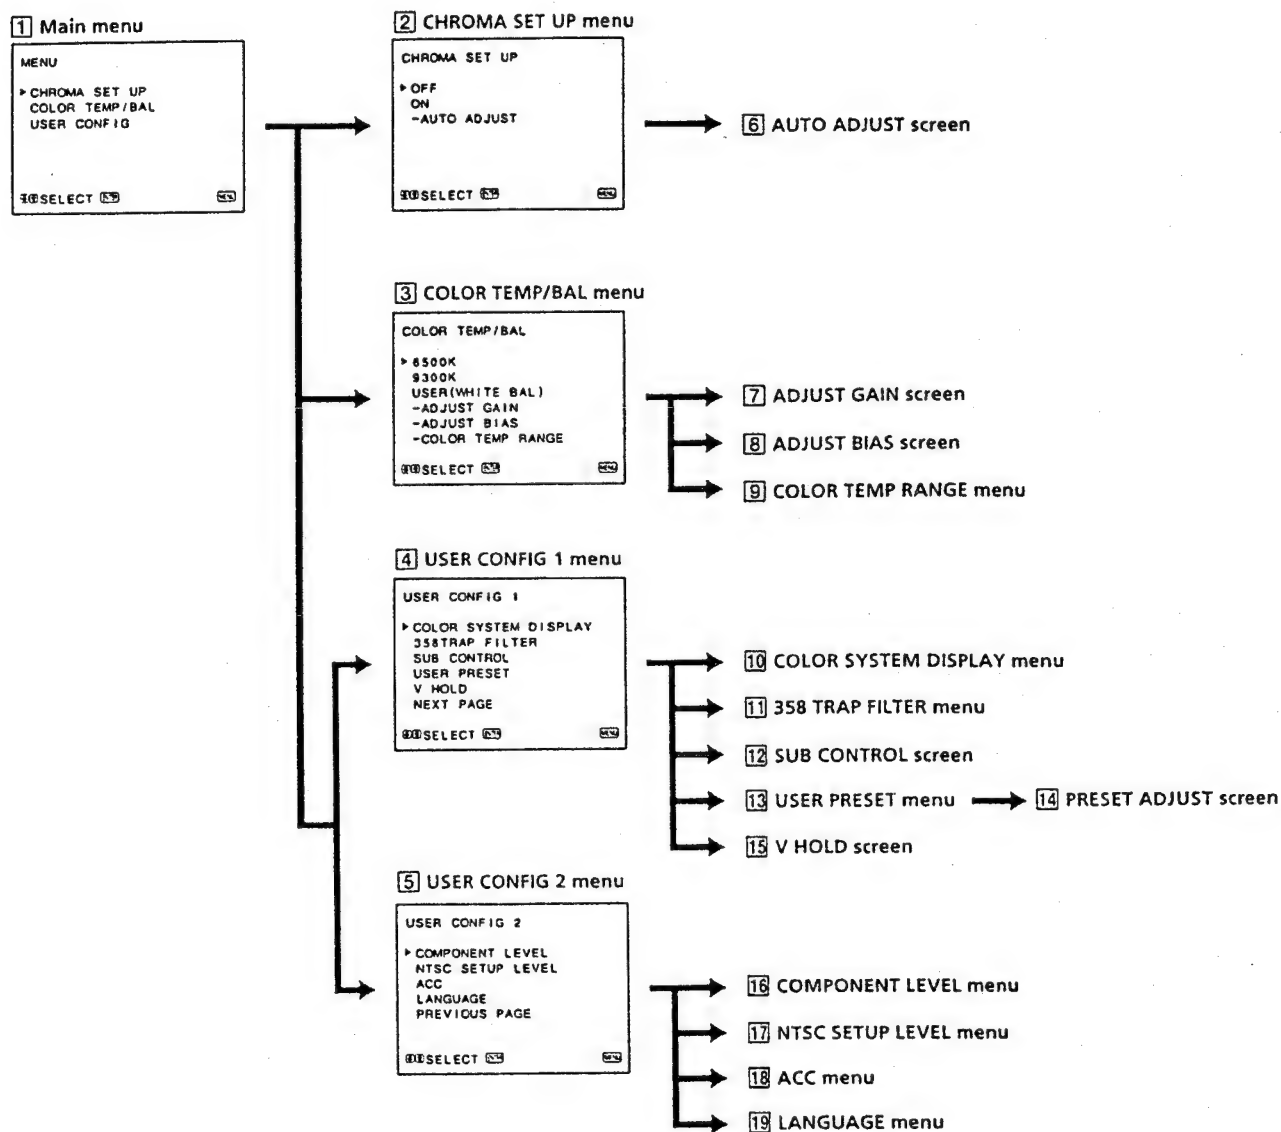 1 Main menu
MENU
CHROMA SET UP
COLOR TEMP/BAL
USER CONFIG
SELECT
MENU
2 CHROMA SET UP menu
CHROMA SET UP
OFF
ON
-AUTO ADJUST
SELECT
MENU
6 AUTO ADJUST screen
3 COLOR TEMP/BAL menu
COLOR TEMP/BAL
6500K
9300K
USER(WHITE BAL)
-ADJUST GAIN
-ADJUST BIAS
-COLOR TEMP RANGE
SELECT
MENU
7 ADJUST GAIN screen
8 ADJUST BIAS screen
9 COLOR TEMP RANGE menu
4 USER CONFIG 1 menu
USER CONFIG 1
COLOR SYSTEM DISPLAY
358TRAP FILTER
SUB CONTROL
USER PRESET
V HOLD
NEXT PAGE
SELECT
MENU
10 COLOR SYSTEM DISPLAY menu
11 358 TRAP FILTER menu
12 SUB CONTROL screen
13 USER PRESET menu
14 PRESET ADJUST screen
15 V HOLD screen
5 USER CONFIG 2 menu
USER CONFIG 2
COMPONENT LEVEL
NTSC SETUP LEVEL
ACC
LANGUAGE
PREVIOUS PAGE
SELECT
MENU
16 COMPONENT LEVEL menu
17 NTSC SETUP LEVEL menu
18 ACC menu
19 LANGUAGE menu